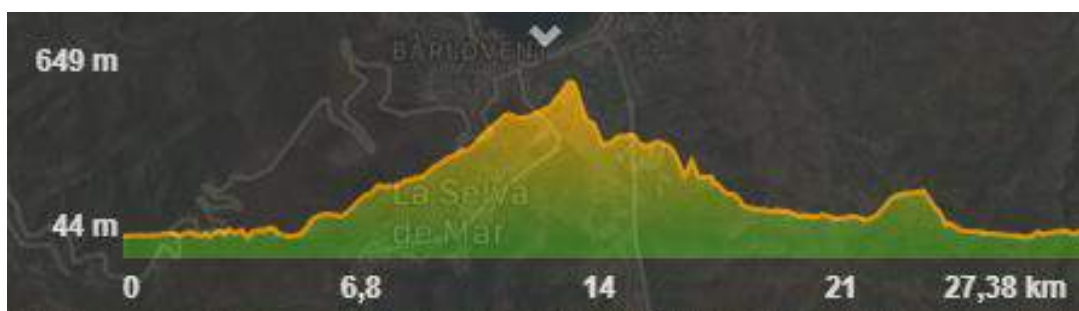 BARLOVENT
649 m
La Selva
de Mar
44 m
0 6,8 14 21 27,38 km